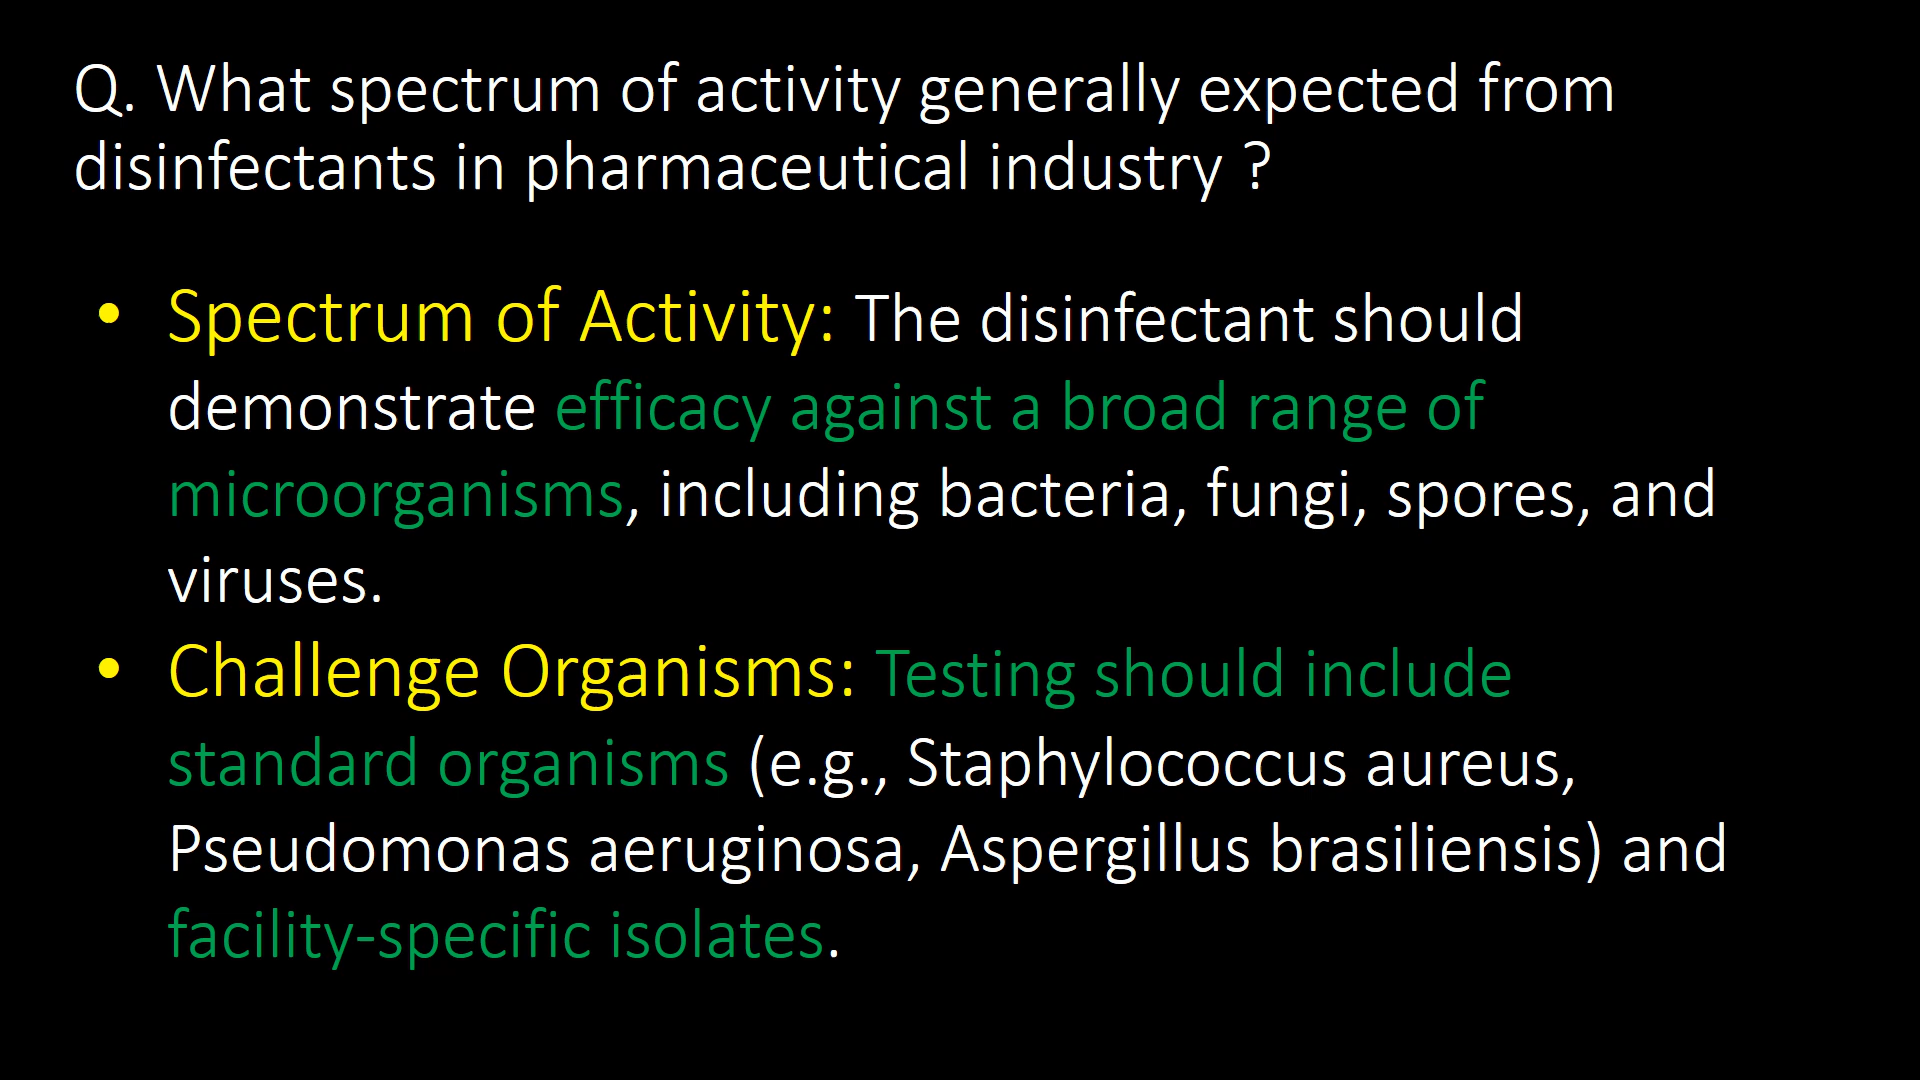 Q. What spectrum of activity generally expected from
disinfectants in pharmaceutical industry ?
• Spectrum of Activity: The disinfectant should
demonstrate efficacy against a broad range of
microorganisms, including bacteria, fungi, spores, and
viruses.
• Challenge Organisms: Testing should include
standard organisms (e.g., Staphylococcus aureus,
Pseudomonas aeruginosa, Aspergillus brasiliensis) and
facility-specific isolates.